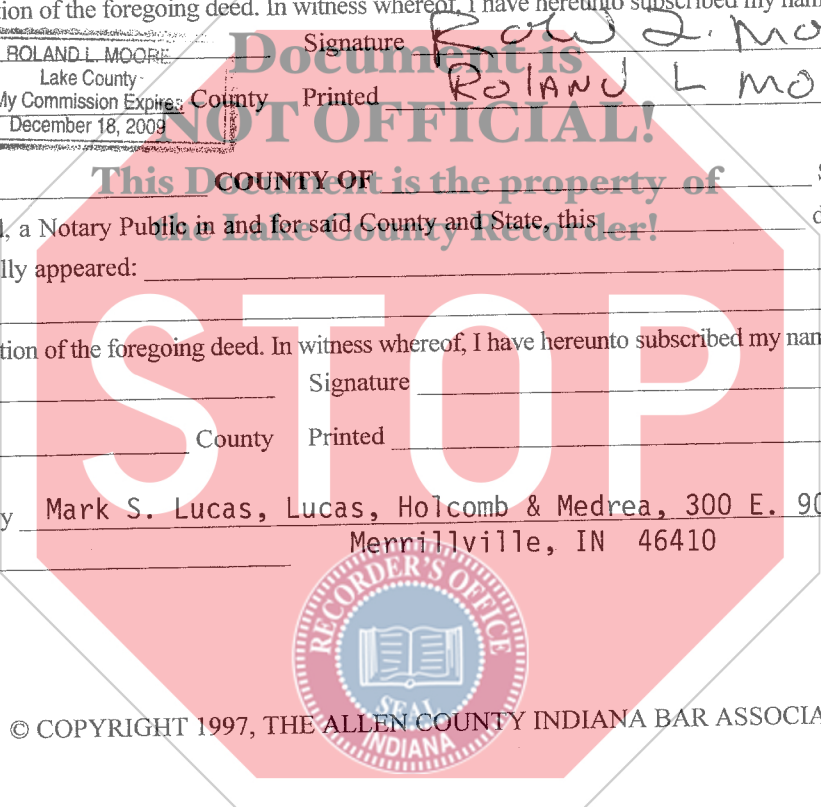 tion of the foregoing deed. In witness whereof, I have hereunto subscribed my nam
ROLAND L. MOORE
Lake County
My Commission Expires
December 18, 2009
Signature Rolad L. Mo
County Printed ROLAND L MO
Document is
NOT OFFICIAL!
This Document is the property of
the Lake County Recorder!
COUNTY OF
, a Notary Public in and for said County and State, this
lly appeared:
STOP
tion of the foregoing deed. In witness whereof, I have hereunto subscribed my nam
Signature
County Printed
y Mark S. Lucas, Lucas, Holcomb & Medrea, 300 E. 90
Merrillville, IN 46410
RECORDER'S OFFICE
SEAL
INDIANA
© COPYRIGHT 1997, THE ALLEN COUNTY INDIANA BAR ASSOCIA